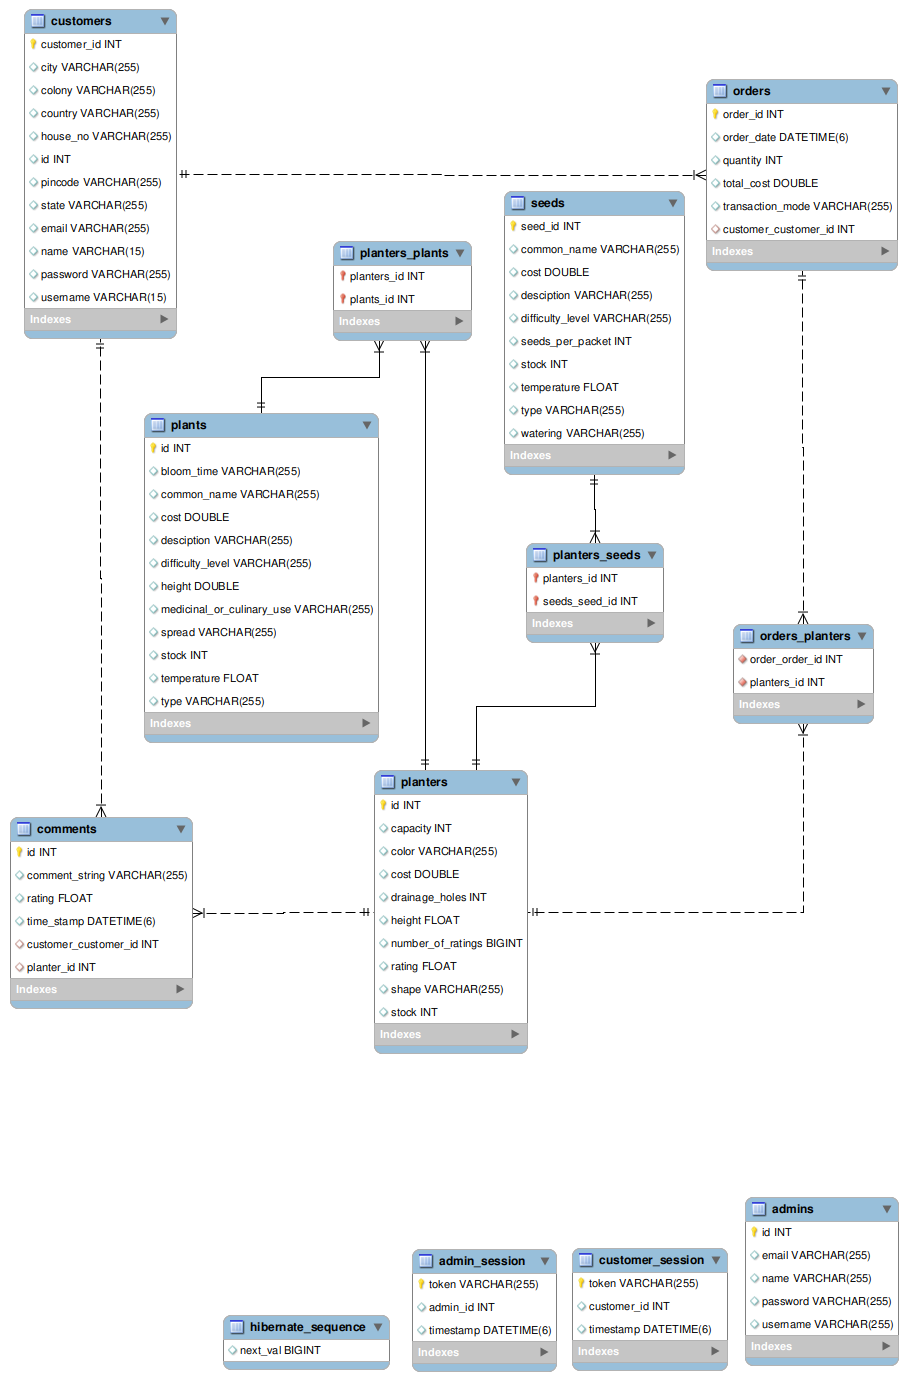 customers
customer_id INT
city VARCHAR(255)
colony VARCHAR(255)
country VARCHAR(255)
house_no VARCHAR(255)
id INT
pincode VARCHAR(255)
state VARCHAR(255)
email VARCHAR(255)
name VARCHAR(15)
password VARCHAR(255)
username VARCHAR(15)
Indexes
orders
order_id INT
order_date DATETIME(6)
quantity INT
total_cost DOUBLE
transaction_mode VARCHAR(255)
customer_customer_id INT
Indexes
seeds
seed_id INT
common_name VARCHAR(255)
cost DOUBLE
desciption VARCHAR(255)
difficulty_level VARCHAR(255)
seeds_per_packet INT
stock INT
temperature FLOAT
type VARCHAR(255)
watering VARCHAR(255)
Indexes
planters_plants
planters_id INT
plants_id INT
Indexes
plants
id INT
bloom_time VARCHAR(255)
common_name VARCHAR(255)
cost DOUBLE
desciption VARCHAR(255)
difficulty_level VARCHAR(255)
height DOUBLE
medicinal_or_culinary_use VARCHAR(255)
spread VARCHAR(255)
stock INT
temperature FLOAT
type VARCHAR(255)
Indexes
planters_seeds
planters_id INT
seeds_seed_id INT
Indexes
orders_planters
order_order_id INT
planters_id INT
Indexes
planters
id INT
capacity INT
color VARCHAR(255)
cost DOUBLE
drainage_holes INT
height FLOAT
number_of_ratings BIGINT
rating FLOAT
shape VARCHAR(255)
stock INT
Indexes
comments
id INT
comment_string VARCHAR(255)
rating FLOAT
time_stamp DATETIME(6)
customer_customer_id INT
planter_id INT
Indexes
admins
id INT
email VARCHAR(255)
name VARCHAR(255)
password VARCHAR(255)
username VARCHAR(255)
Indexes
admin_session
token VARCHAR(255)
admin_id INT
timestamp DATETIME(6)
Indexes
customer_session
token VARCHAR(255)
customer_id INT
timestamp DATETIME(6)
Indexes
hibernate_sequence
next_val BIGINT